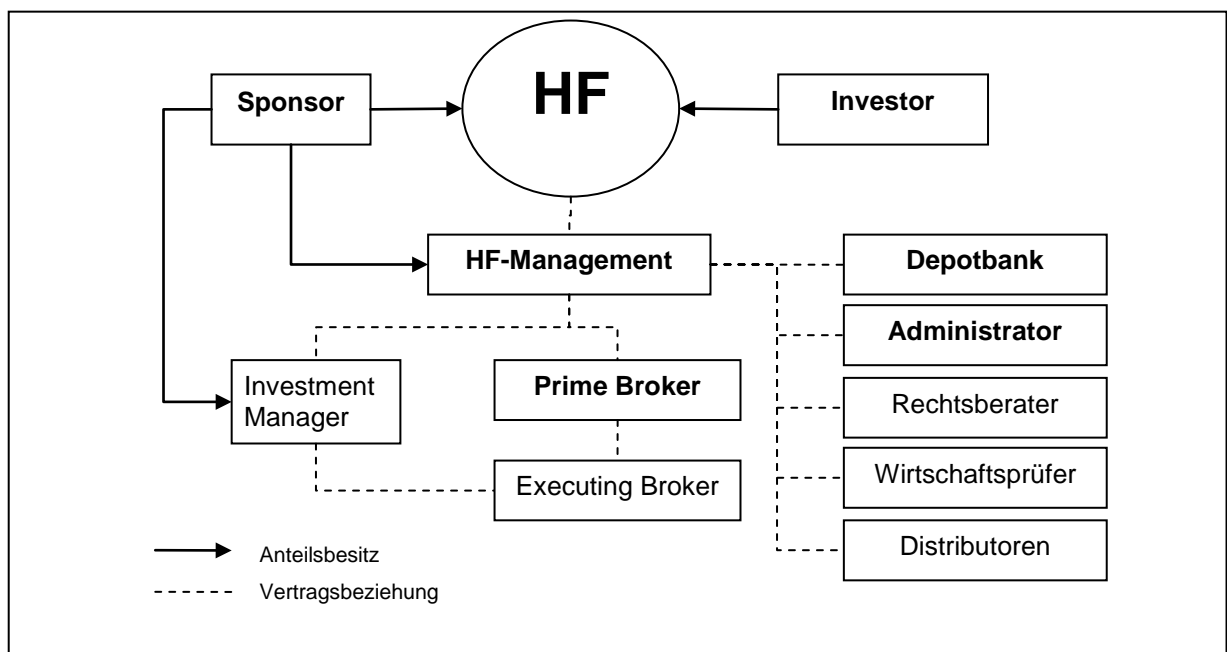 HF
Sponsor
Investor
HF-Management
Depotbank
Administrator
Investment
Manager
Prime Broker
Rechtsberater
Executing Broker
Wirtschaftsprüfer
Distributoren
Anteilsbesitz
Vertragsbeziehung